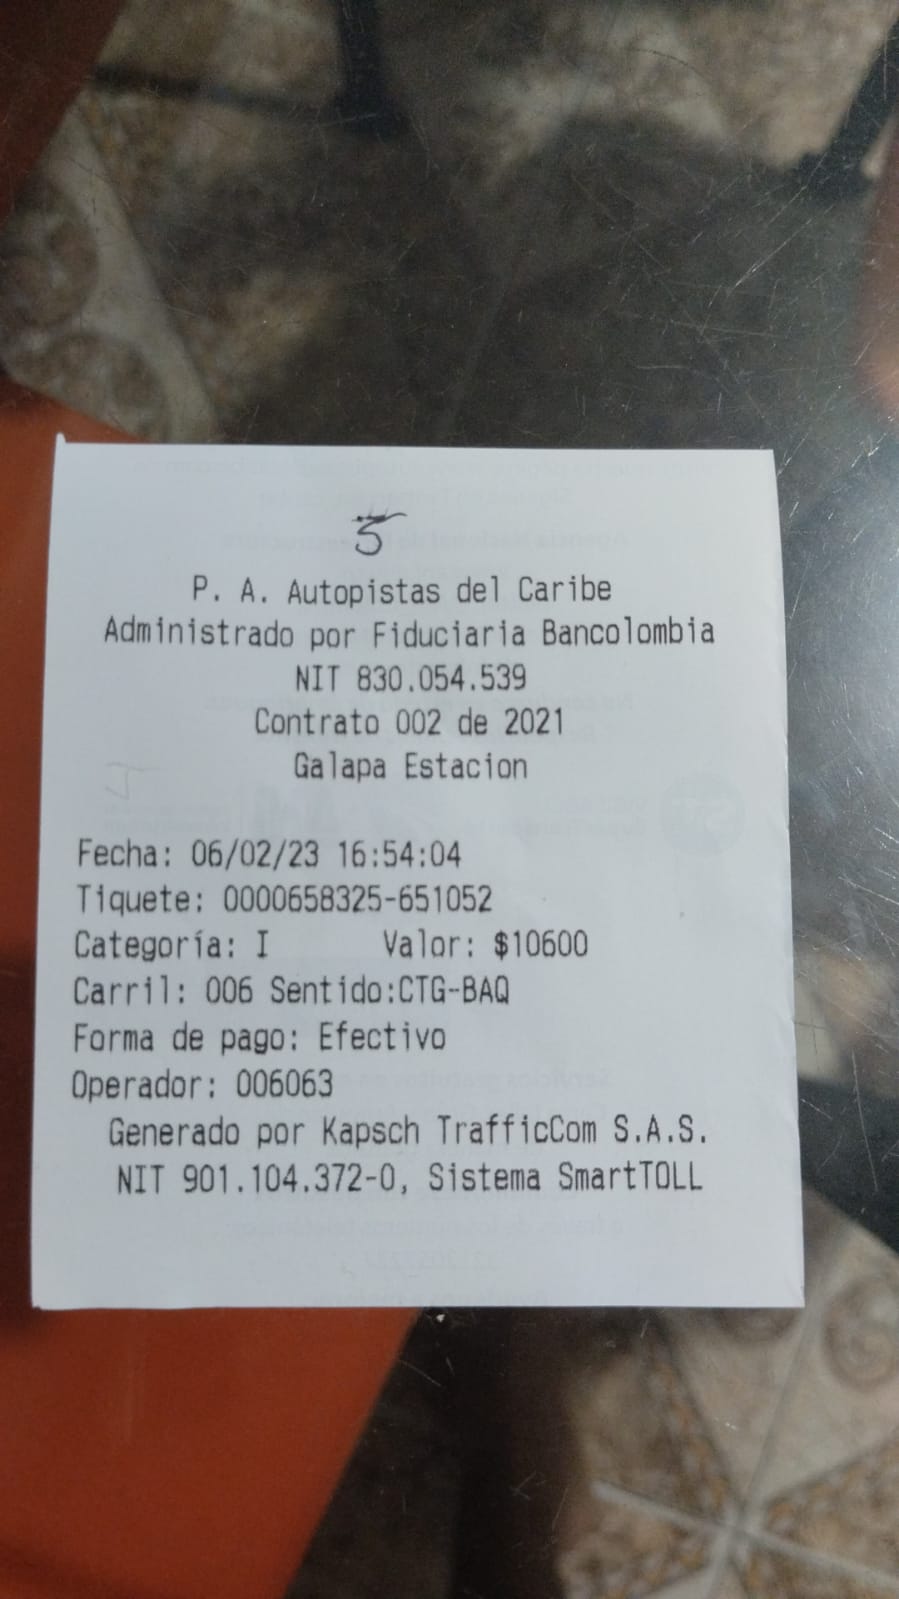 5
P. A. Autopistas del Caribe
Administrado por Fiduciaria Bancolombia
NIT 830.054.539
Contrato 002 de 2021
Galapa Estacion
Fecha: 06/02/23 16:54:04
Tiquete: 0000658325-651052
Categoría: I Valor: $10600
Carril: 006 Sentido:CTG-BAQ
Forma de pago: Efectivo
Operador: 006063
Generado por Kapsch TrafficCom S.A.S.
NIT 901.104.372-0, Sistema SmartTOLL